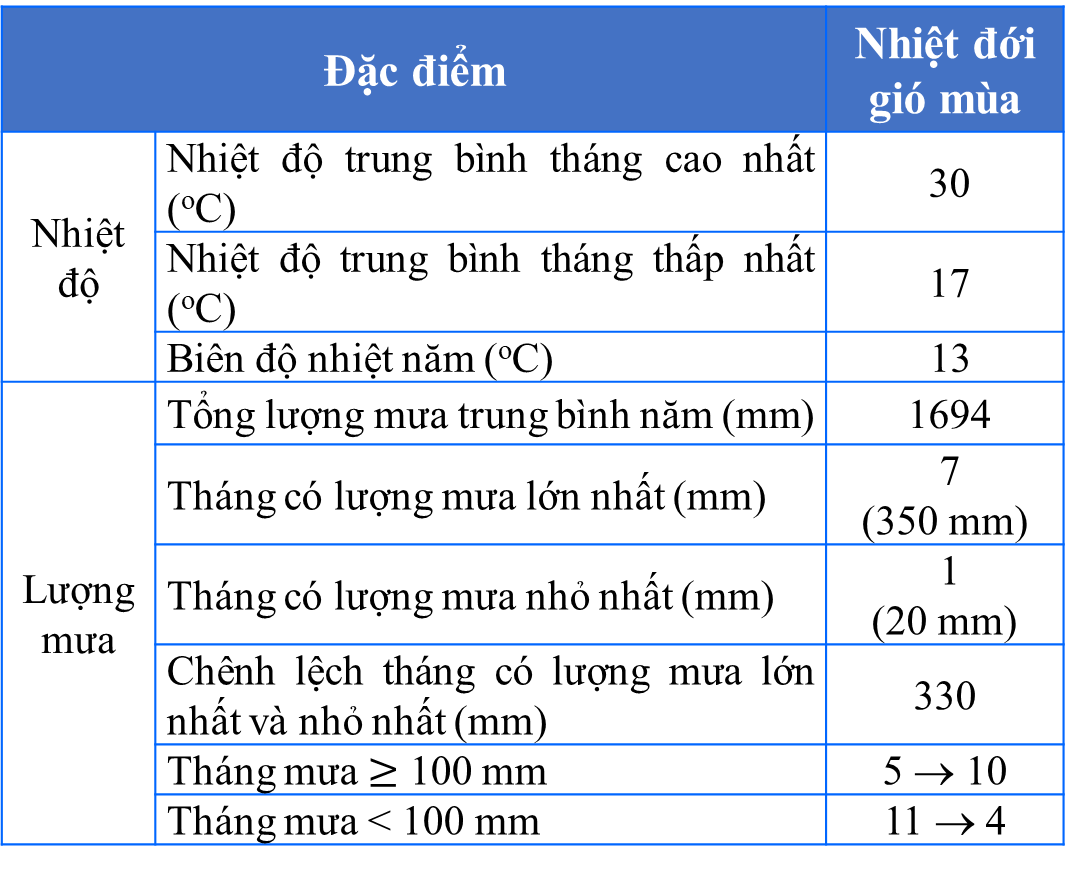 Đặc điểm
Nhiệt đới
gió mùa
Nhiệt
độ
Nhiệt độ trung bình tháng cao nhất
(ºC)
30
Nhiệt độ trung bình tháng thấp nhất
(ºC)
17
Biên độ nhiệt năm (ºC)
13
Lượng
mưa
Tổng lượng mưa trung bình năm (mm)
1694
Tháng có lượng mưa lớn nhất (mm)
7
(350 mm)
Tháng có lượng mưa nhỏ nhất (mm)
1
(20 mm)
Chênh lệch tháng có lượng mưa lớn
nhất và nhỏ nhất (mm)
330
Tháng mưa ≥ 100 mm
5 → 10
Tháng mưa < 100 mm
11 → 4